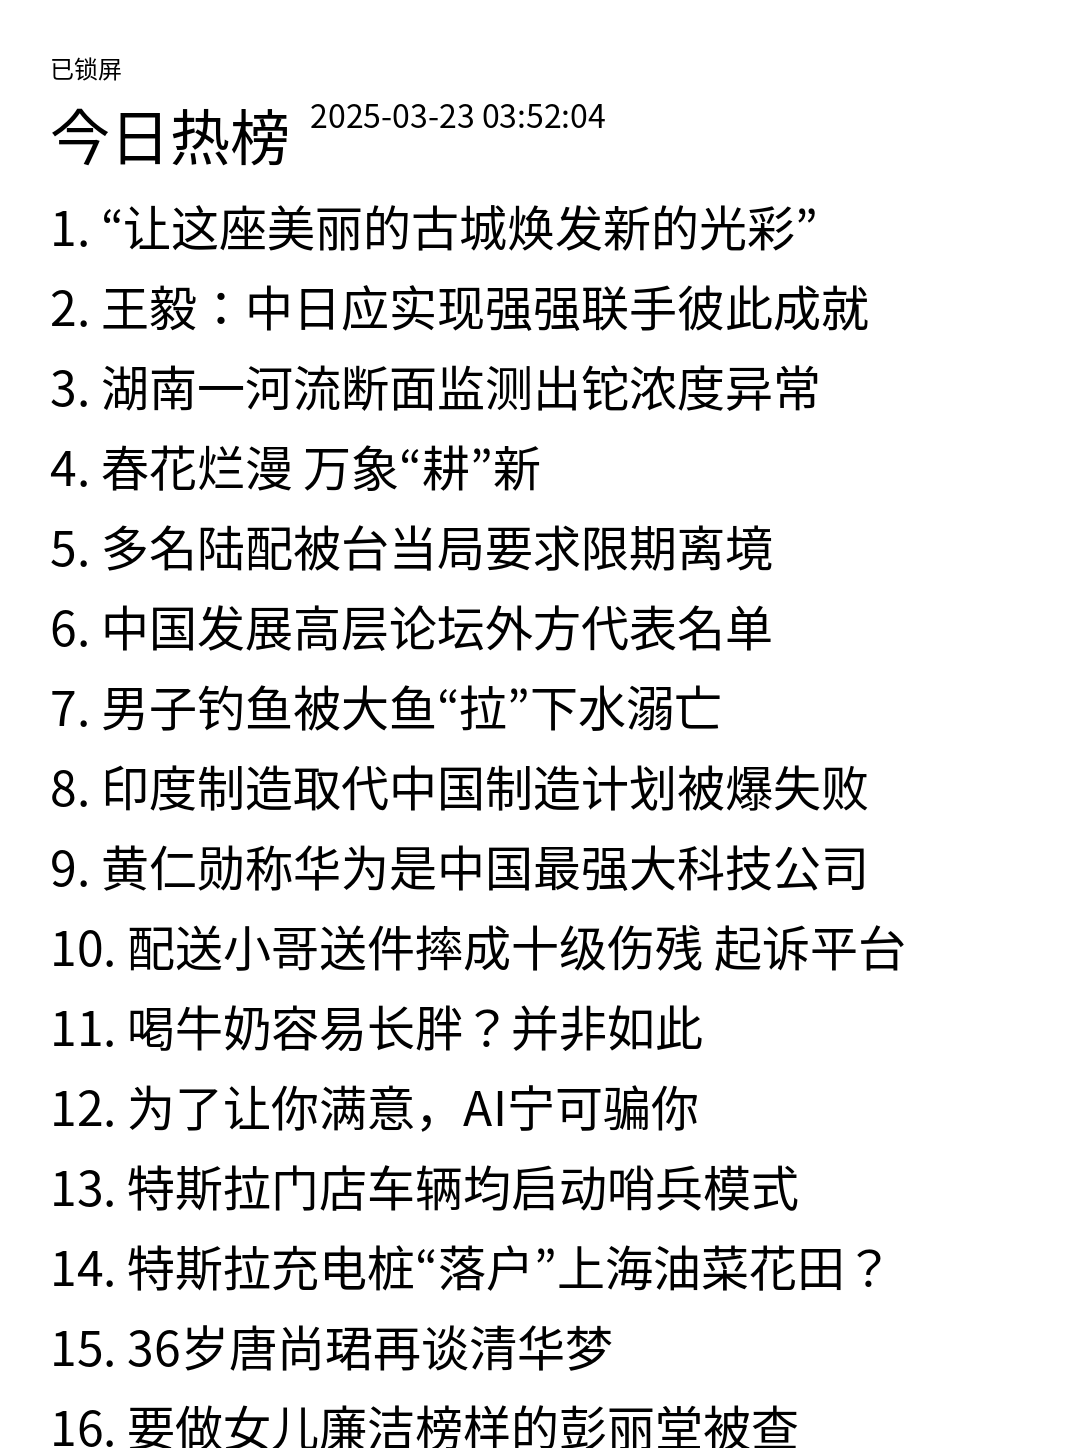 已锁屏
今日热榜 2025-03-23 03:52:04
1. “让这座美丽的古城焕发新的光彩”
2. 王毅：中日应实现强强联手彼此成就
3. 湖南一河流断面监测出铊浓度异常
4. 春花烂漫 万象“耕”新
5. 多名陆配被台当局要求限期离境
6. 中国发展高层论坛外方代表名单
7. 男子钓鱼被大鱼“拉”下水溺亡
8. 印度制造取代中国制造计划被爆失败
9. 黄仁勋称华为是中国最强大科技公司
10. 配送小哥送件摔成十级伤残 起诉平台
11. 喝牛奶容易长胖？并非如此
12. 为了让你满意，AI宁可骗你
13. 特斯拉门店车辆均启动哨兵模式
14. 特斯拉充电桩“落户”上海油菜花田？
15. 36岁唐尚珺再谈清华梦
16. 要做女儿廉洁榜样的彭丽堂被查